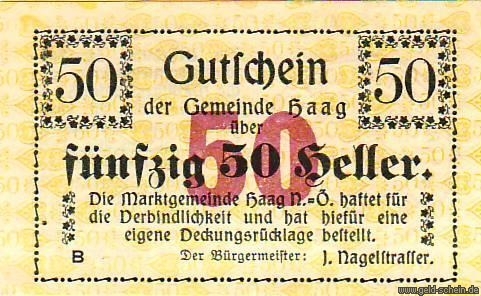 50 Gutschein 50
der Gemeinde Haag
über
50
fünfzig 50 Heller.
Die Marktgemeinde Haag N.=Ö. haftet für
die Verbindlichkeit und hat hiefür eine
eigene Deckungsrücklage bestellt.
B Der Bürgermeister: J. Nagelstrasser.
www.geld-schein.de